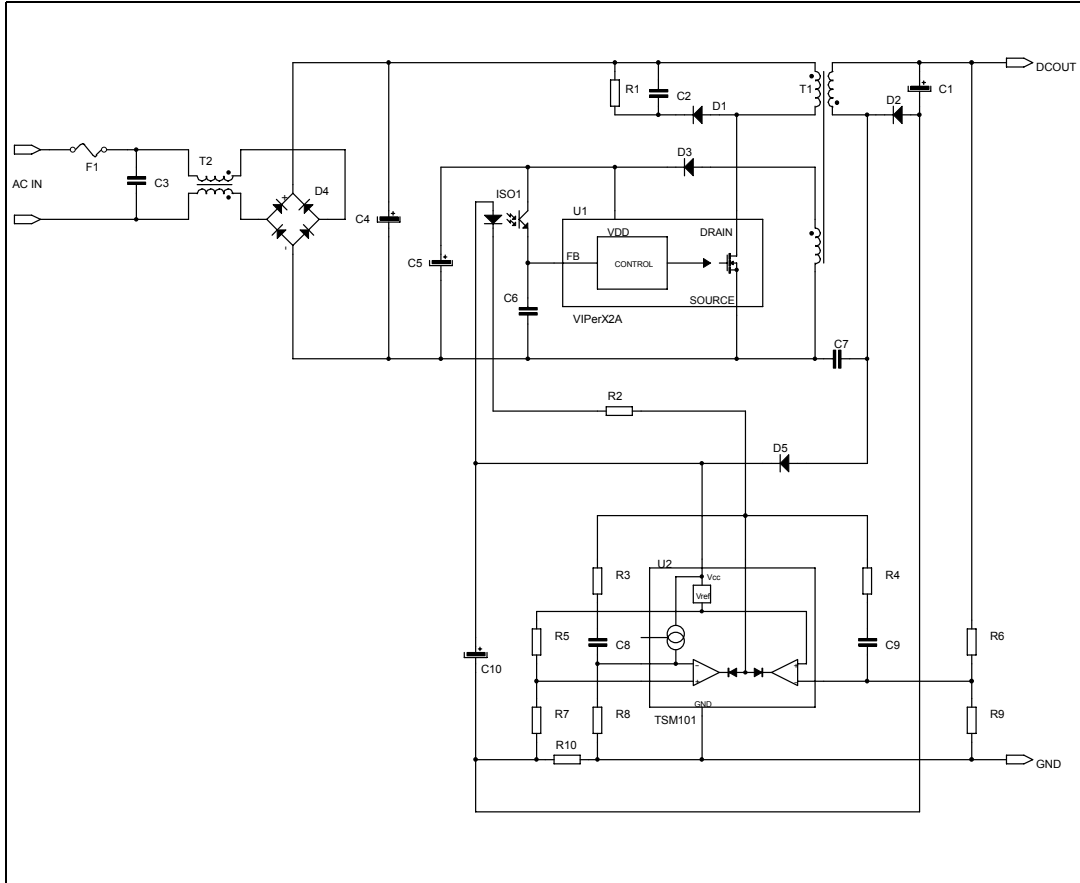 DCOUT
R1
C2
D1
T1
D2
C1
F1
T2
AC IN
C3
D4
+
-
C4
+
D3
ISO1
U1
VDD
DRAIN
C5
+
FB
CONTROL
C6
SOURCE
VIPerX2A
C7
R2
D5
U2
R3
Vcc
R4
Vref
R5
C8
C9
R6
C10
+
-
+
+
-
R7
R8
GND
R9
TSM101
R10
GND